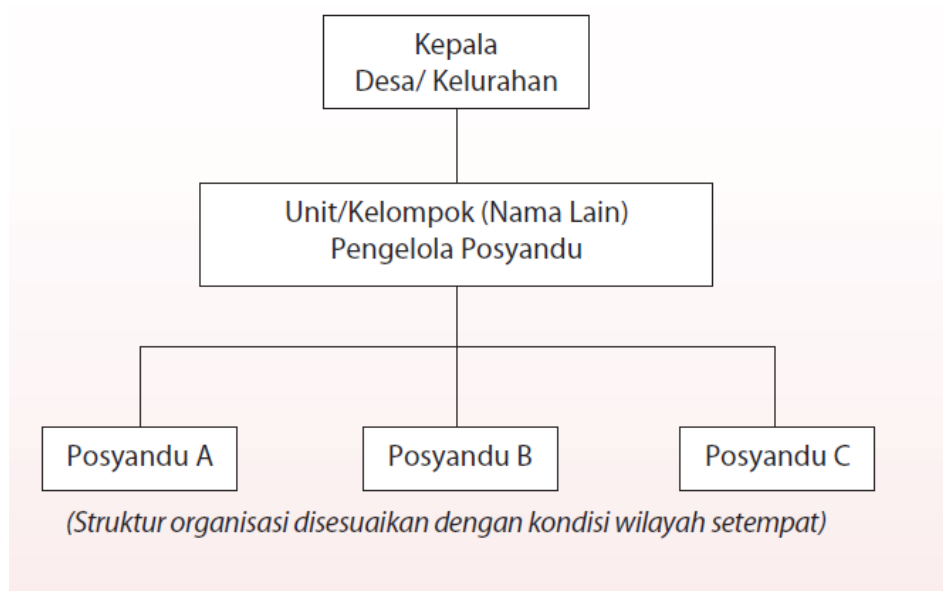 Kepala
Desa/ Kelurahan
Unit/Kelompok (Nama Lain)
Pengelola Posyandu
Posyandu A
Posyandu B
Posyandu C
(Struktur organisasi disesuaikan dengan kondisi wilayah setempat)